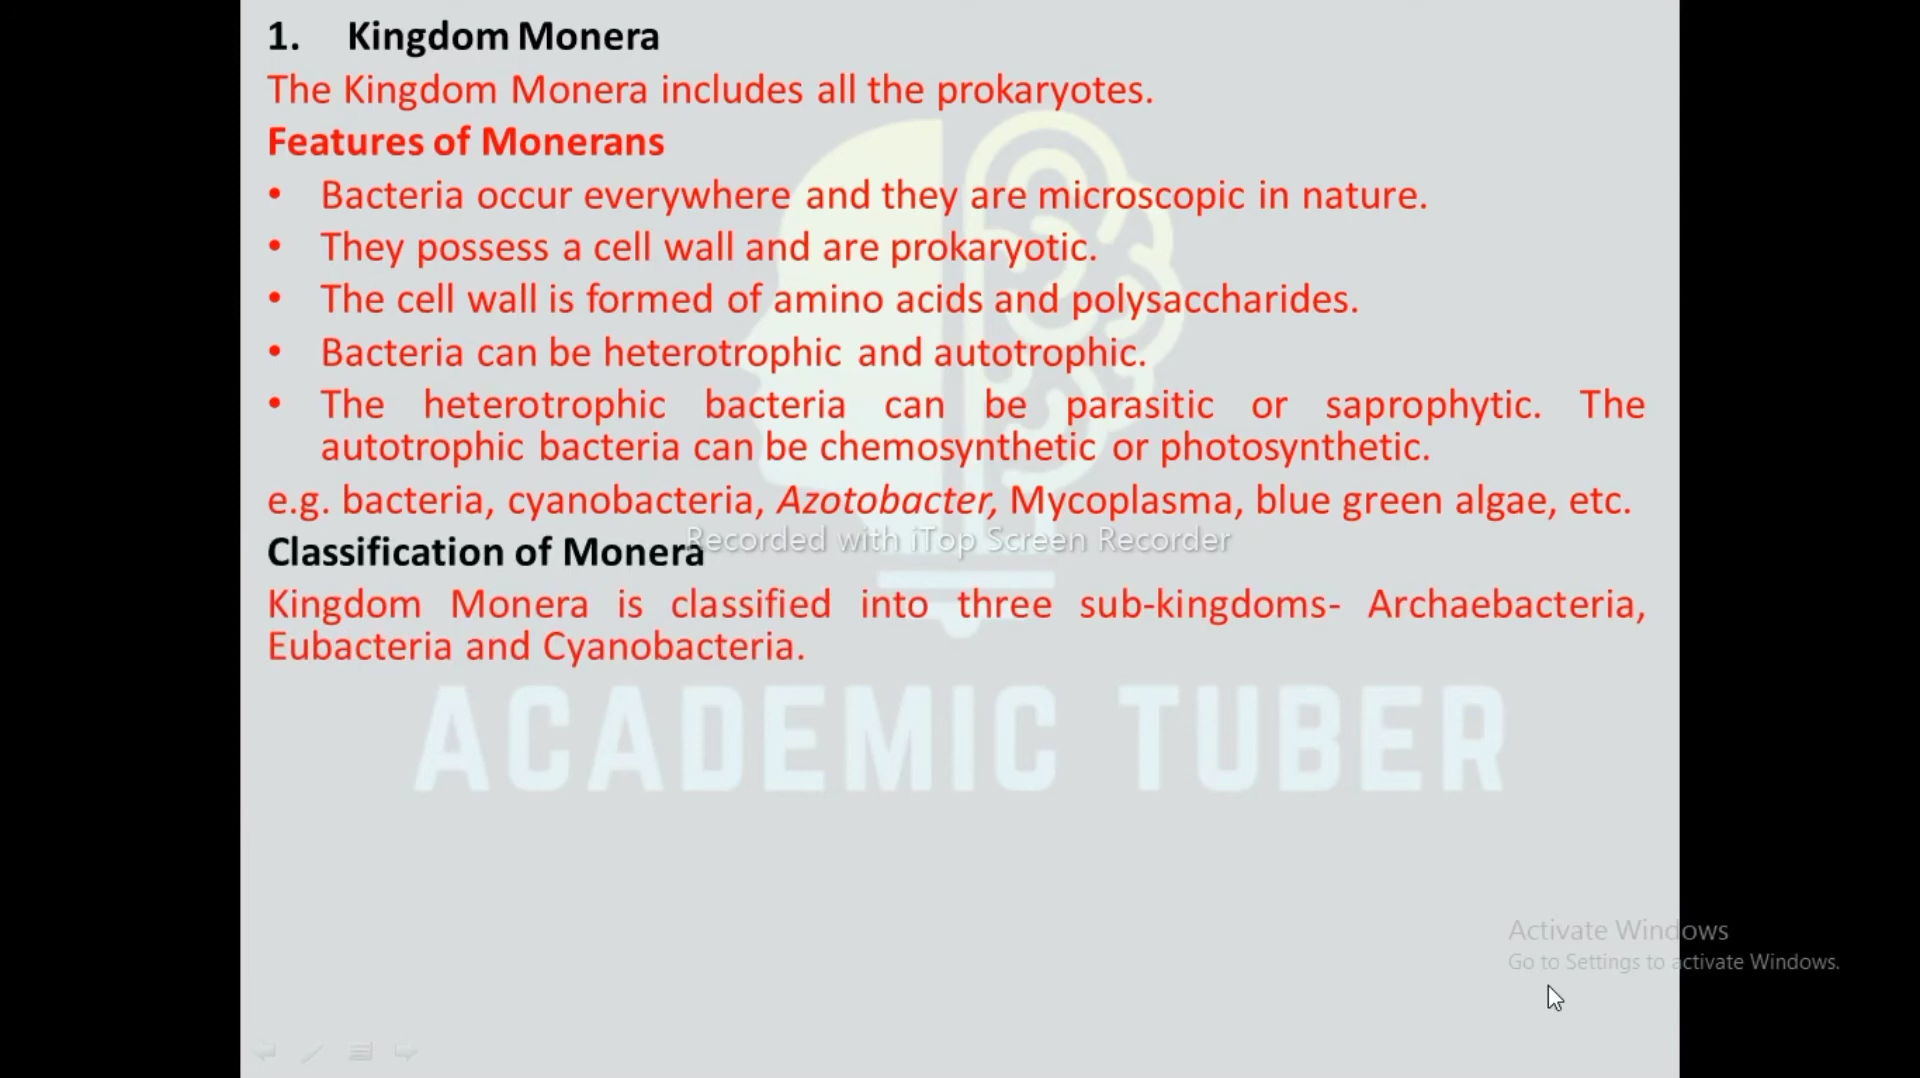 1. Kingdom Monera
The Kingdom Monera includes all the prokaryotes.
Features of Monerans
• Bacteria occur everywhere and they are microscopic in nature.
• They possess a cell wall and are prokaryotic.
• The cell wall is formed of amino acids and polysaccharides.
• Bacteria can be heterotrophic and autotrophic.
• The heterotrophic bacteria can be parasitic or saprophytic. The
autotrophic bacteria can be chemosynthetic or photosynthetic.
e.g. bacteria, cyanobacteria, Azotobacter, Mycoplasma, blue green algae, etc.
Recorded with iTop Screen Recorder
Classification of Monera
Kingdom Monera is classified into three sub-kingdoms- Archaebacteria,
Eubacteria and Cyanobacteria.
ACADEMIC TUBER
Activate Windows
Go to Settings to activate Windows.